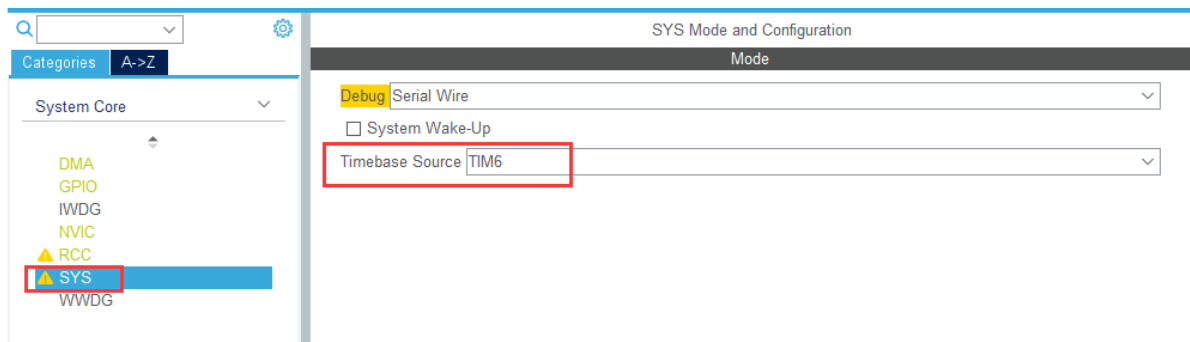 SYS Mode and Configuration
Categories A->Z
Mode
System Core
Debug Serial Wire
System Wake-Up
Timebase Source TIM6
DMA
GPIO
IWDG
NVIC
RCC
SYS
WWDG